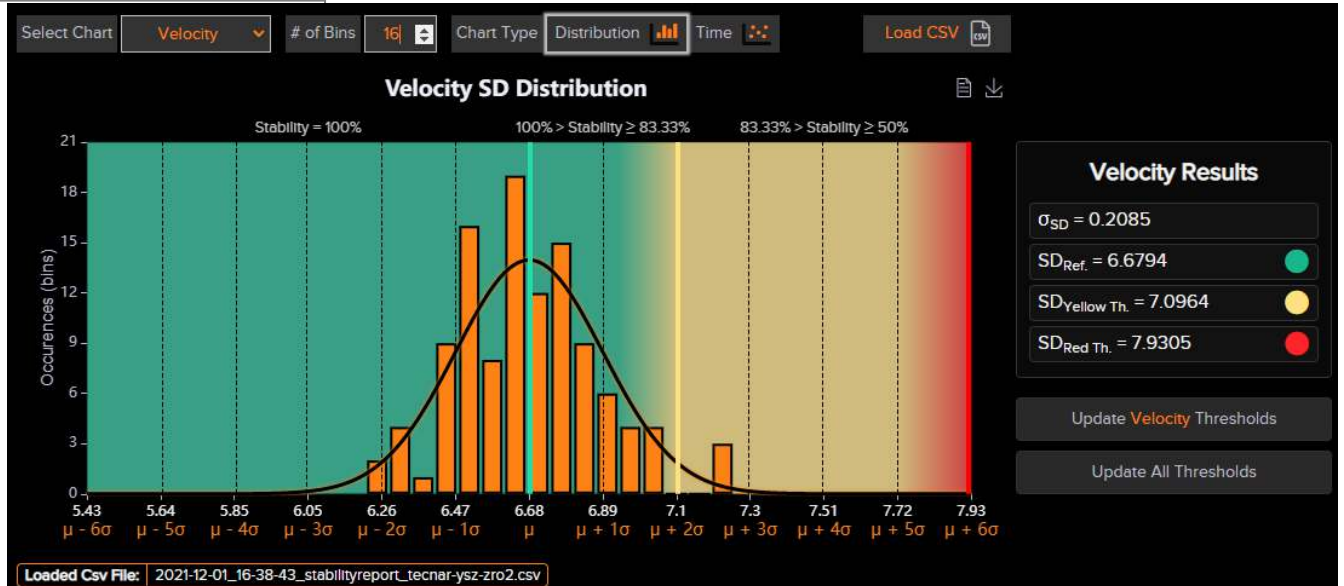 Select Chart Velocity # of Bins 16 Chart Type Distribution Time Load CSV CSV
Velocity SD Distribution
Stability = 100% 100% > Stability ≥ 83.33% 83.33% > Stability ≥ 50%
21
18
15
12
9
6
3
0
Occurences (bins)
5.43 5.64 5.85 6.05 6.26 6.47 6.68 6.89 7.1 7.3 7.51 7.72 7.93
μ - 6σ μ - 5σ μ - 4σ μ - 3σ μ - 2σ μ - 1σ μ μ + 1σ μ + 2σ μ + 3σ μ + 4σ μ + 5σ μ + 6σ
Velocity Results
σSD = 0.2085
SDRef. = 6.6794
SDYellow Th. = 7.0964
SDRed Th. = 7.9305
Update Velocity Thresholds
Update All Thresholds
Loaded Csv File: 2021-12-01_16-38-43_stabilityreport_tecnar-ysz-zro2.csv